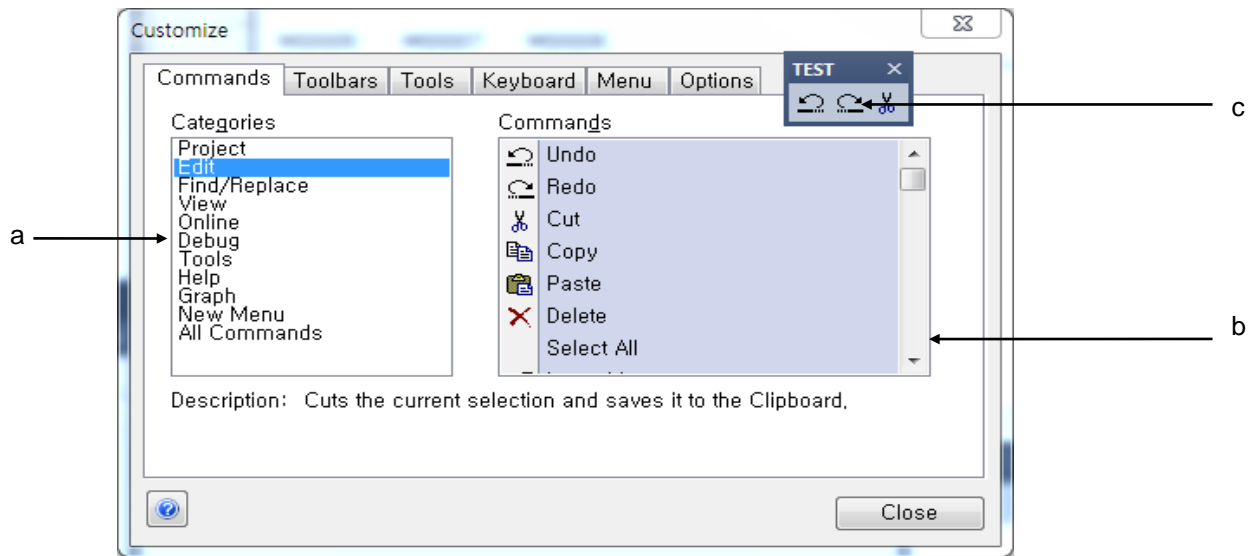 Customize
Commands Toolbars Tools Keyboard Menu Options
TEST
c
Categories
Commands
Project
Edit
Find/Replace
View
Online
Debug
Tools
Help
Graph
New Menu
All Commands
a
Undo
Redo
Cut
Copy
Paste
Delete
Select All
b
Description: Cuts the current selection and saves it to the Clipboard,
Close